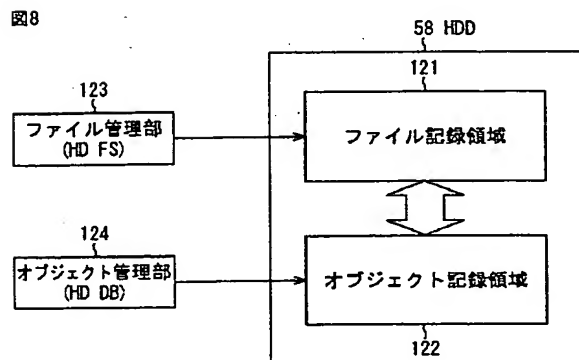 図8
58 HDD
121
ファイル記録領域
123
ファイル管理部
(HD FS)
124
オブジェクト管理部
(HD DB)
オブジェクト記録領域
122